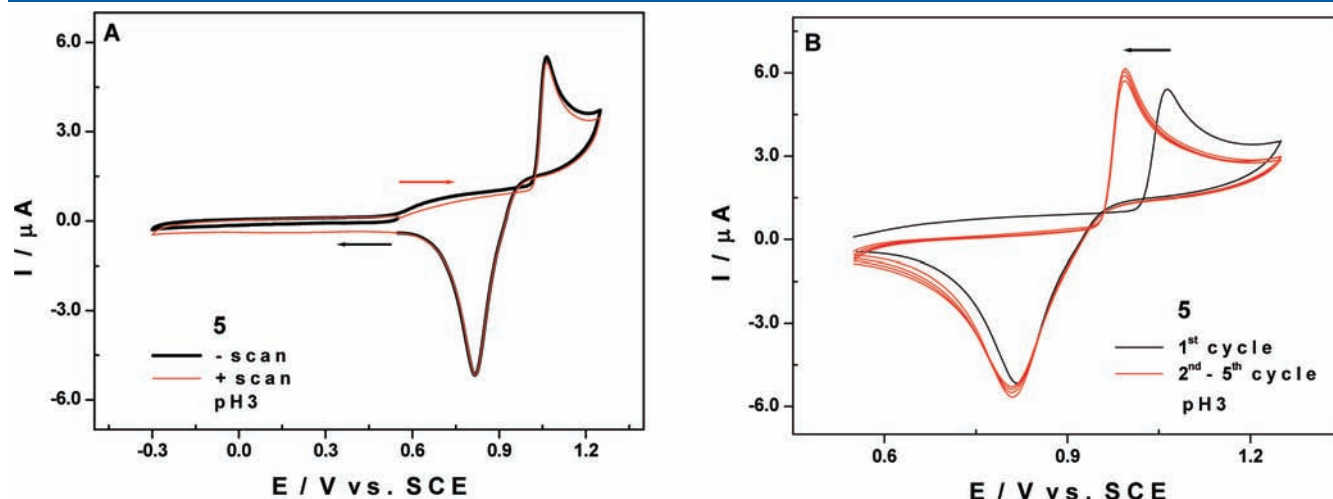 A
6.0
3.0
0.0
-3.0
-6.0
I / μA
5
- scan
+ scan
pH3
-0.3 0.0 0.3 0.6 0.9 1.2
E / V vs. SCE
B
6.0
3.0
0.0
-3.0
-6.0
I / μA
5
1st cycle
2nd - 5th cycle
pH3
0.6 0.9 1.2
E / V vs. SCE